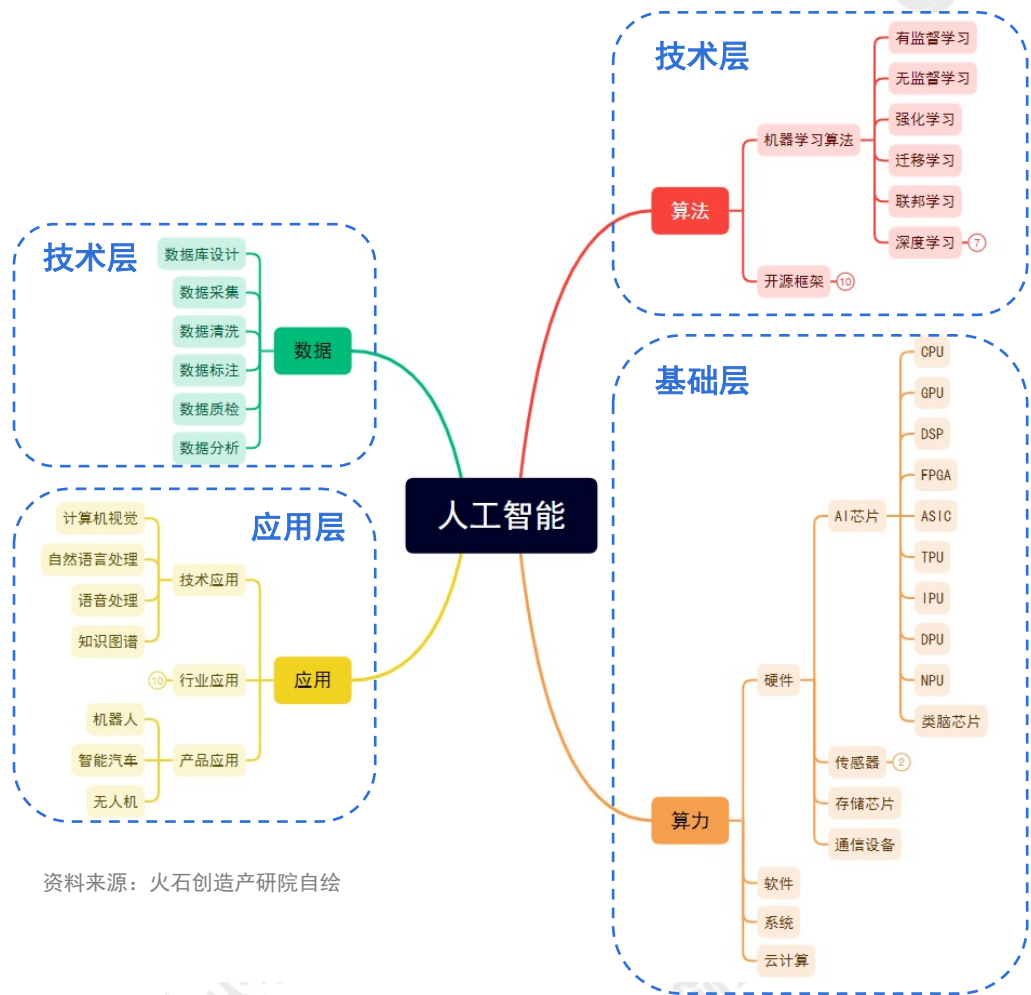 技术层
有监督学习
无监督学习
强化学习
机器学习算法
迁移学习
算法
联邦学习
深度学习
7
开源框架
10
技术层
数据库设计
数据采集
数据清洗
数据
数据标注
数据质检
数据分析
基础层
CPU
GPU
DSP
FPGA
AI芯片
ASIC
TPU
IPU
DPU
硬件
NPU
类脑芯片
传感器
2
存储芯片
算力
通信设备
软件
系统
云计算
人工智能
应用层
计算机视觉
自然语言处理
技术应用
语音处理
知识图谱
10
行业应用
应用
机器人
智能汽车
产品应用
无人机
资料来源：火石创造产研院自绘